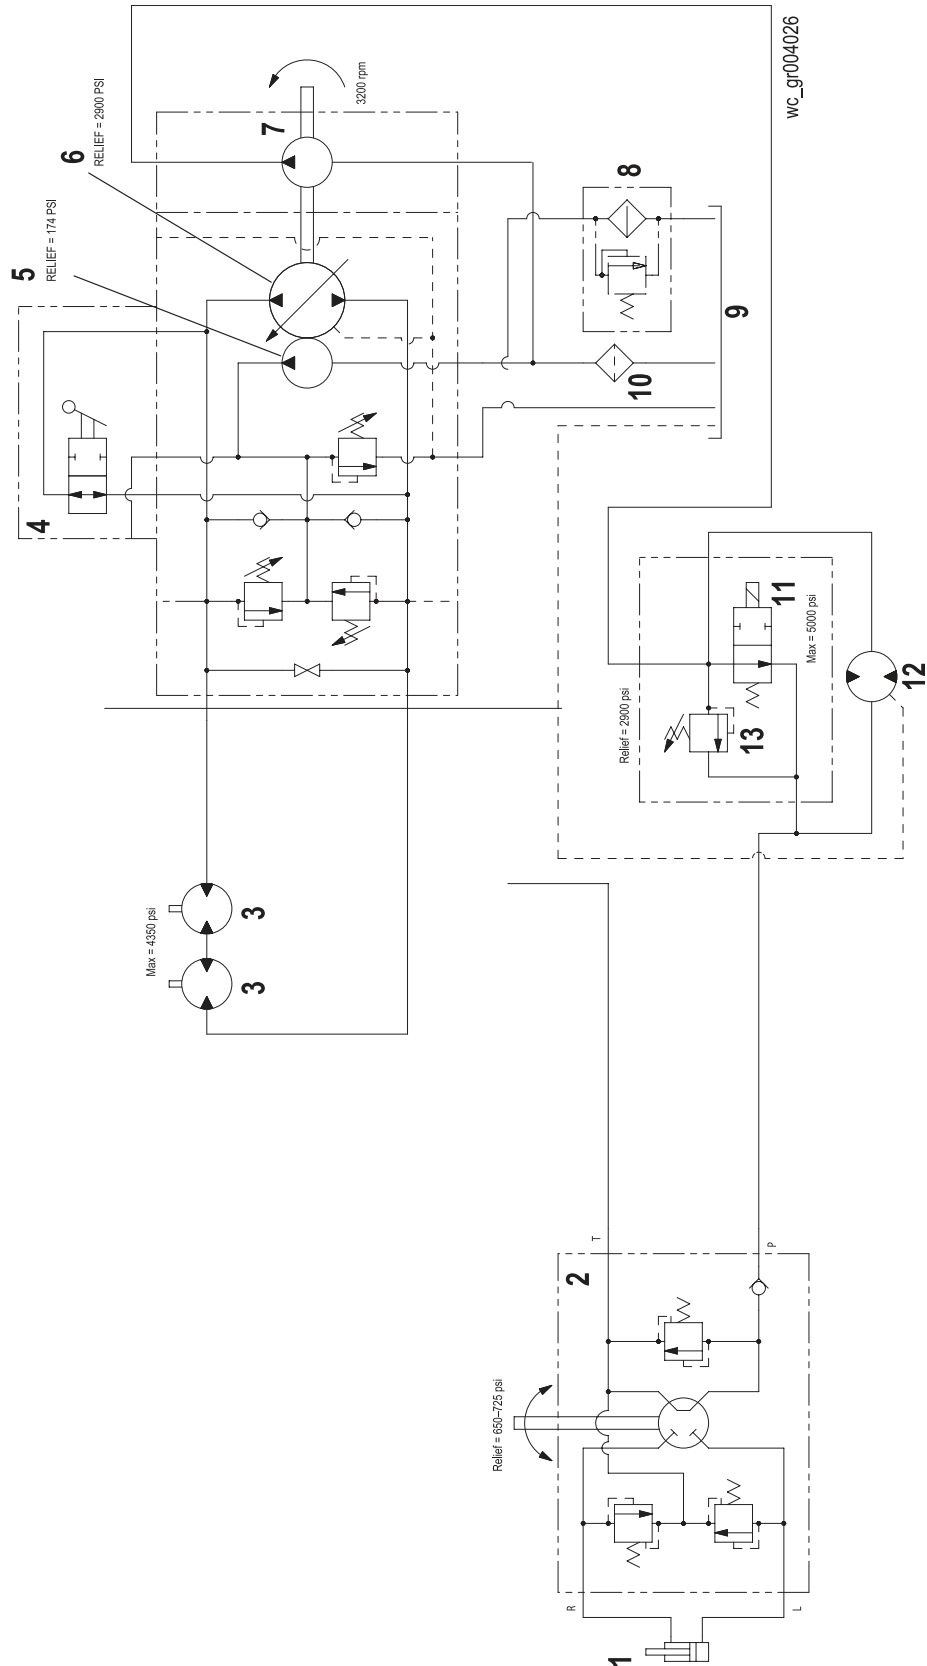 wc_gr004026
3200 rpm
7
6
RELIEF = 2900 PSI
5
RELIEF = 174 PSI
8
9
10
4
11
Max = 5000 psi
12
Relief = 2900 psi
13
Max = 4350 psi
3
3
T
P
2
Relief = 650–725 psi
R
L
1